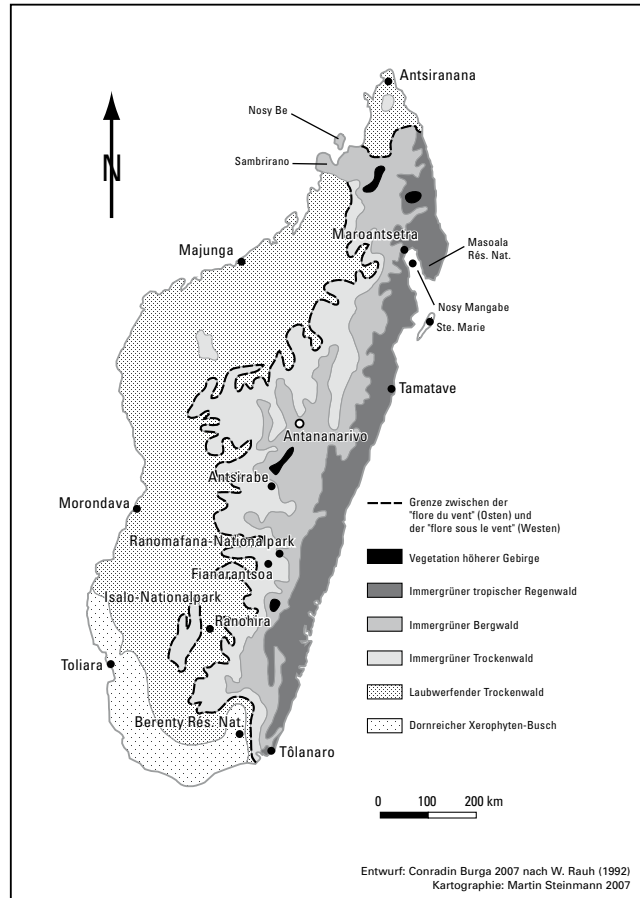 Antsiranana
Nosy Be
N
Sambrirano
Maroantsetra
Majunga
Masoala
Rés. Nat.
Nosy Mangabe
Ste. Marie
Tamatave
Antananarivo
Antsirabe
Morondava
Grenze zwischen der
"flore du vent" (Osten) und
der "flore sous le vent" (Westen)
Ranomafana-Nationalpark
Vegetation höherer Gebirge
Fianarantsoa
Immergrüner tropischer Regenwald
Isalo-Nationalpark
Ranohira
Immergrüner Bergwald
Toliara
Immergrüner Trockenwald
Laubwerfender Trockenwald
Berenty Rés. Nat.
Dornreicher Xerophyten-Busch
Tôlanaro
0 100 200 km
Entwurf: Conradin Burga 2007 nach W. Rauh (1992)
Kartographie: Martin Steinmann 2007